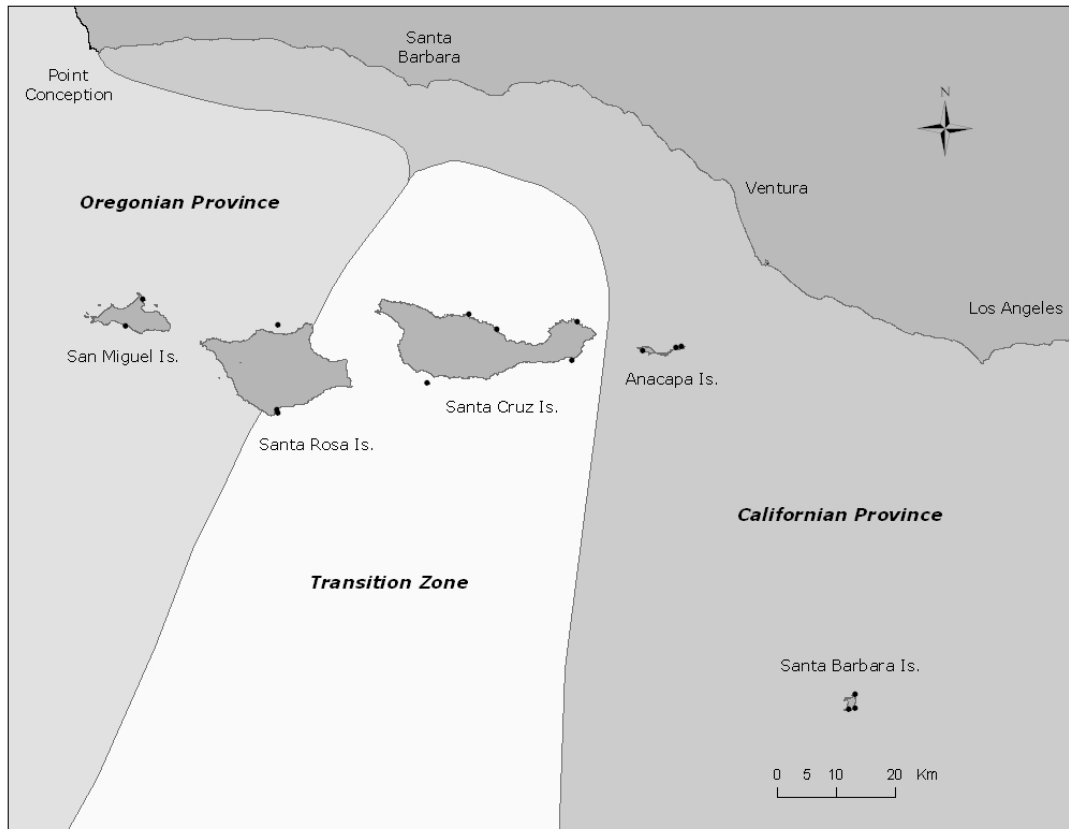 Santa
Barbara
Point
Conception
N
Ventura
Oregonian Province
Los Angeles
San Miguel Is.
Anacapa Is.
Santa Cruz Is.
Santa Rosa Is.
Californian Province
Transition Zone
Santa Barbara Is.
0 5 10 20 Km